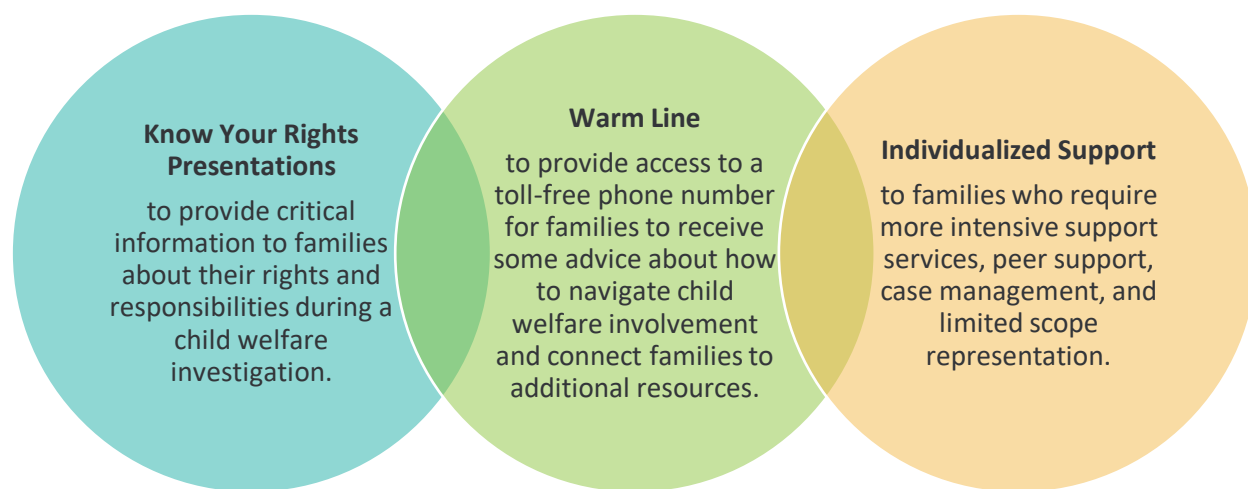 Know Your Rights
Presentations
to provide critical
information to families
about their rights and
responsibilities during a
child welfare
investigation.
Warm Line
to provide access to a
toll-free phone number
for families to receive
some advice about how
to navigate child
welfare involvement
and connect families to
additional resources.
Individualized Support
to families who require
more intensive support
services, peer support,
case management, and
limited scope
representation.